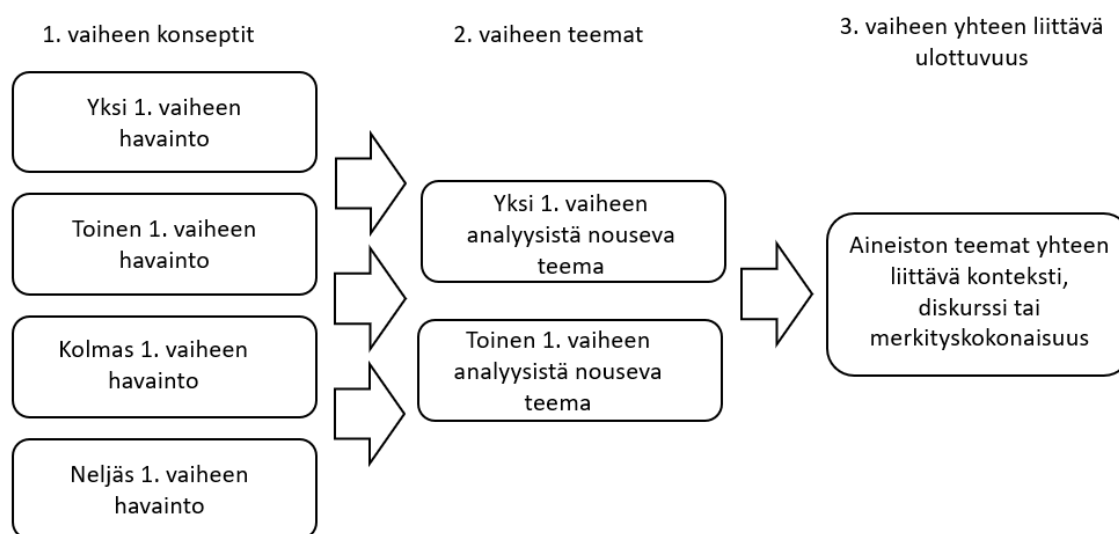 1. vaiheen konseptit
2. vaiheen teemat
3. vaiheen yhteen liittävä
ulottuvuus
Yksi 1. vaiheen
havainto
Toinen 1. vaiheen
havainto
Kolmas 1. vaiheen
havainto
Neljäs 1. vaiheen
havainto
Yksi 1. vaiheen
analyysistä nouseva
teema
Toinen 1. vaiheen
analyysistä nouseva
teema
Aineiston teemat yhteen
liittävä konteksti,
diskurssi tai
merkityskokonaisuus